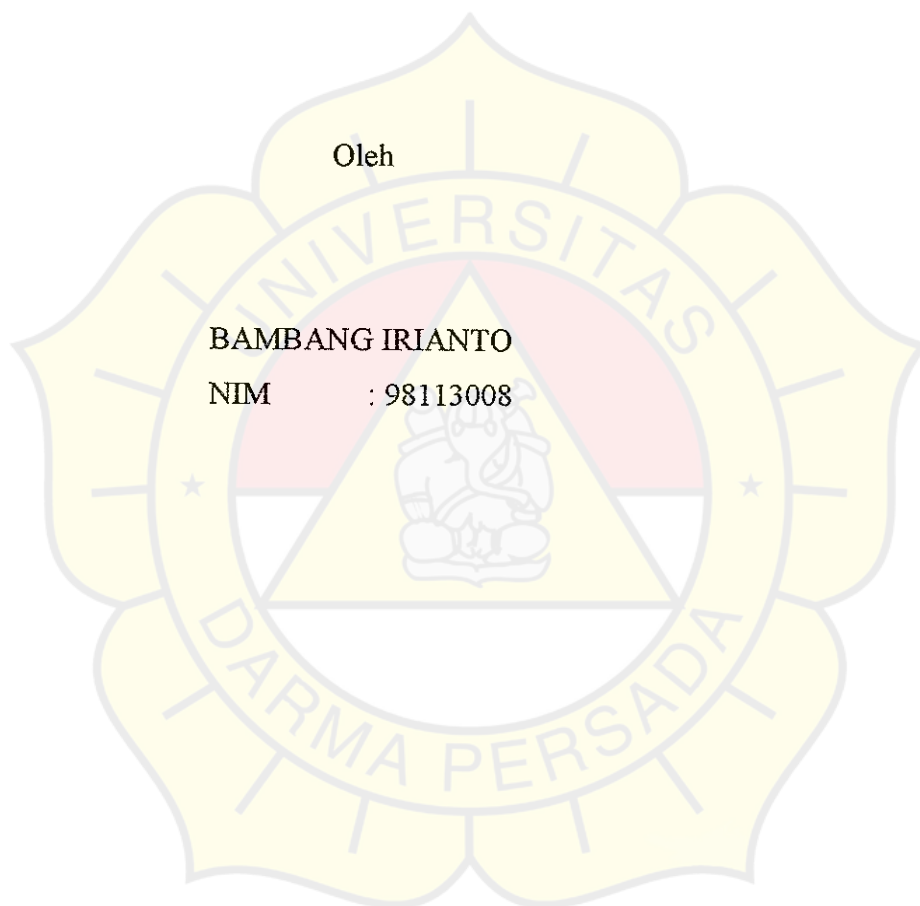 Oleh
UNIVERSITAS
BAMBANG IRIANTO
NIM : 98113008
DARMA PERSADA